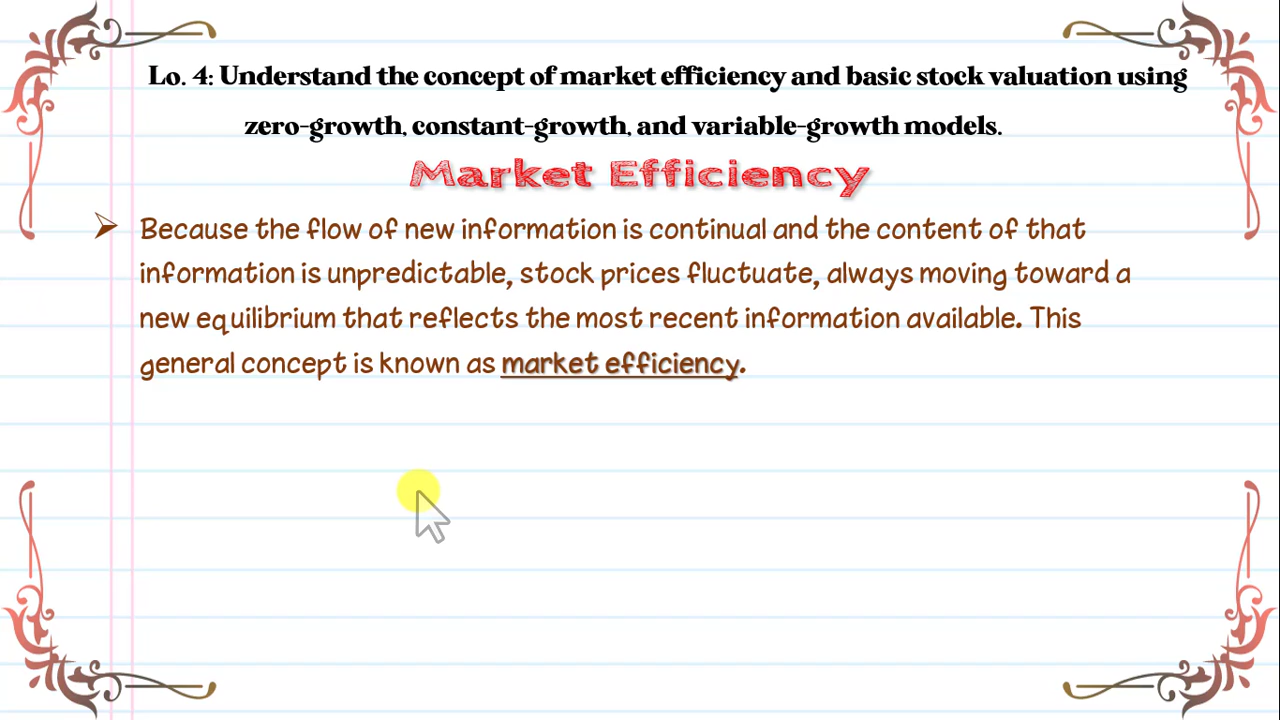 Lo. 4: Understand the concept of market efficiency and basic stock valuation using
zero-growth, constant-growth, and variable-growth models.
Market Efficiency
Because the flow of new information is continual and the content of that
information is unpredictable, stock prices fluctuate, always moving toward a
new equilibrium that reflects the most recent information available. This
general concept is known as market efficiency.